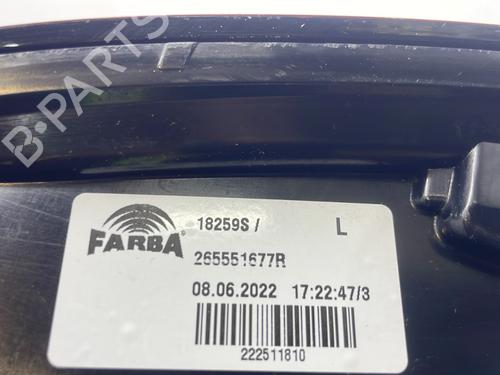 B-PARTS
FARBA
18259S / L
265551677R
08.06.2022 17:22:47/3
222511810